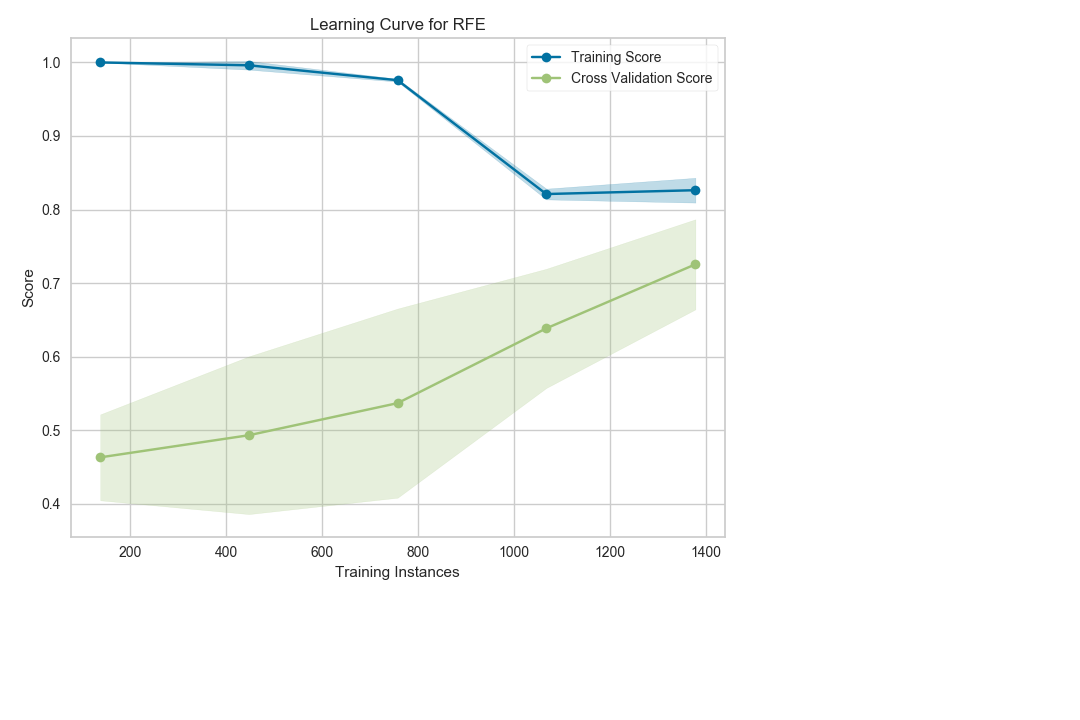 Learning Curve for RFE
Training Score
Cross Validation Score
1.0
0.9
0.8
0.7
0.6
0.5
0.4
Score
200 400 600 800 1000 1200 1400
Training Instances